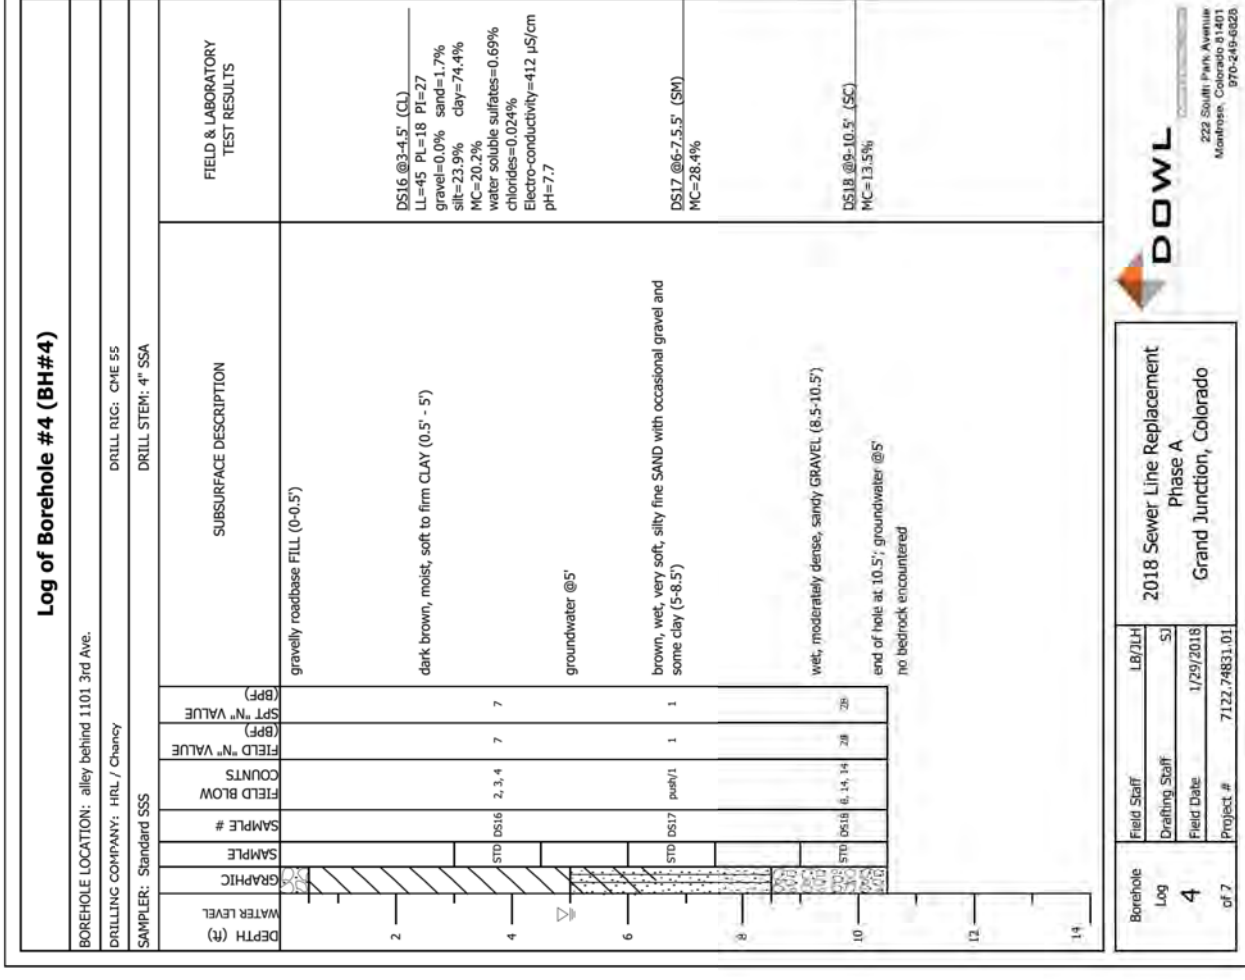 Log of Borehole #4 (BH#4)
BOREHOLE LOCATION: alley behind 1101 3rd Ave.
DRILLING COMPANY: HRL / Chancy
DRILL RIG: CME 55
SAMPLER: Standard SSS
DRILL STEM: 4" SSA
DEPTH (ft)
WATER LEVEL
GRAPHIC
SAMPLE
SAMPLE #
FIELD BLOW
COUNTS
FIELD "N" VALUE
(BPF)
SPT "N" VALUE
(BPF)
SUBSURFACE DESCRIPTION
FIELD & LABORATORY
TEST RESULTS
gravelly roadbase FILL (0-0.5')
2
STD DS16 2, 3, 4 7 7
dark brown, moist, soft to firm CLAY (0.5' - 5')
DS16 @3-4.5' (CL)
LL=45 PL=18 PI=27
gravel=0.0% sand=1.7%
silt=23.9% clay=74.4%
MC=20.2%
water soluble sulfates=0.69%
chlorides=0.024%
Electro-conductivity=412 µS/cm
pH=7.7
4
groundwater @5'
6
STD DS17 push/1 1 1
brown, wet, very soft, silty fine SAND with occasional gravel and
some clay (5-8.5')
DS17 @6-7.5.5' (SM)
MC=28.4%
8
wet, moderately dense, sandy GRAVEL (8.5-10.5')
STD DS18 8, 14, 14 28 28
DS18 @9-10.5' (SC)
MC=13.5%
10
end of hole at 10.5'; groundwater @5'
no bedrock encountered
12
14
Borehole
Log
4
of 7
Field Staff LB/JLH
Drafting Staff SJ
Field Date 1/29/2018
Project # 7122.74831.01
2018 Sewer Line Replacement
Phase A
Grand Junction, Colorado
DOWL
222 South Park Avenue
Montrose, Colorado 81401
970-249-6828